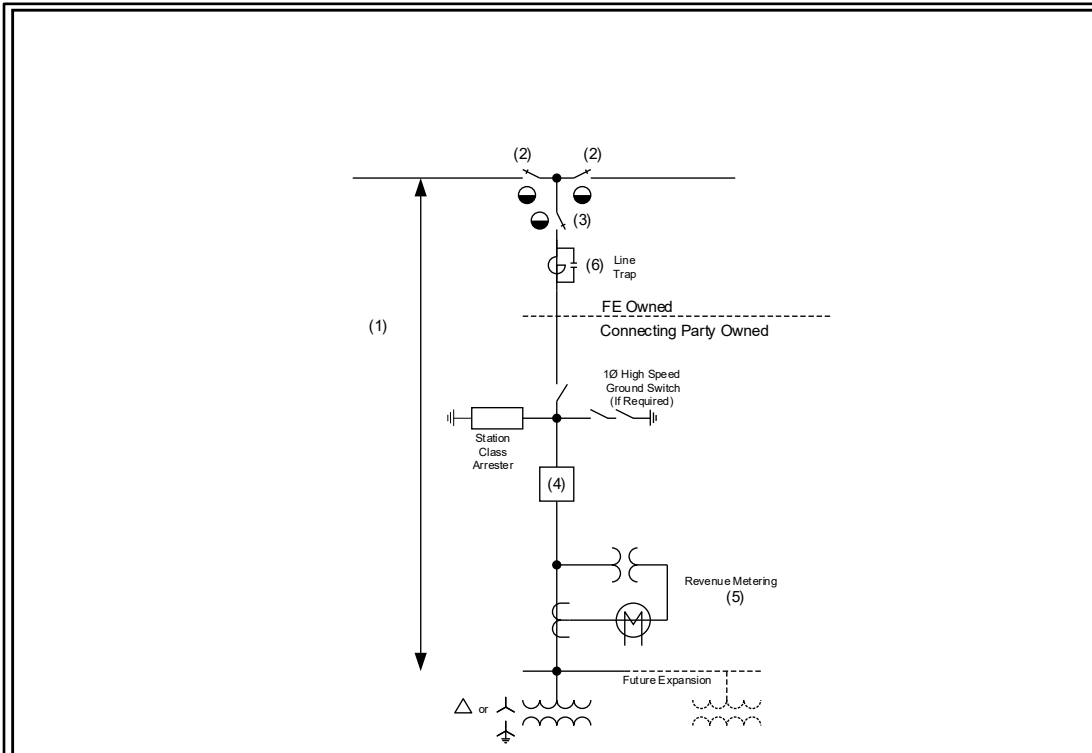 (2) (2)
(3)
(6) Line
Trap
FE Owned
(1)
Connecting Party Owned
1Ø High Speed
Ground Switch
(If Required)
Station
Class
Arrester
(4)
Revenue Metering
(5)
M
Future Expansion
or